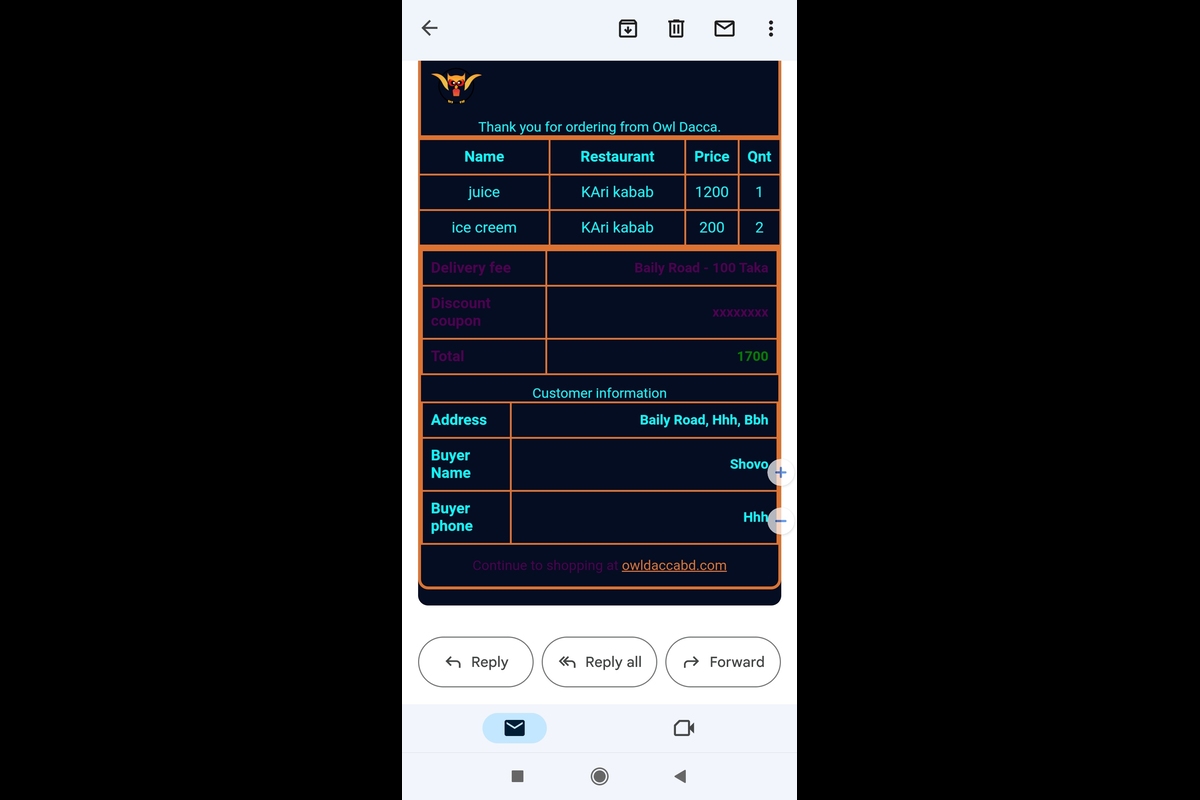 Thank you for ordering from Owl Dacca.
Name Restaurant Price Qnt
juice KAri kabab 1200 1
ice creem KAri kabab 200 2
Delivery fee Baily Road - 100 Taka
Discount
coupon xxxxxxxx
Total 1700
Customer information
Address Baily Road, Hhh, Bbh
Buyer
Name Shovo
Buyer
phone Hhh
Continue to shopping at owldaccabd.com
Reply Reply all Forward